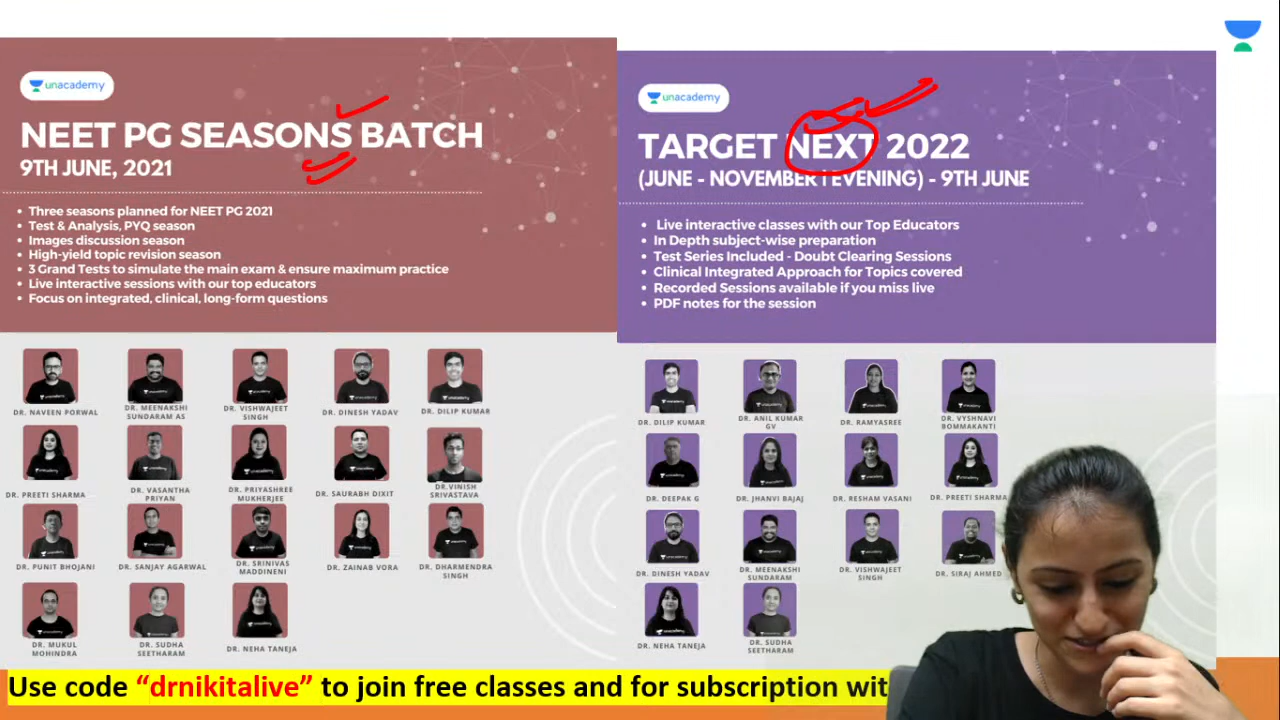 unacademy
NEET PG SEASONS BATCH
9TH JUNE, 2021
Three seasons planned for NEET PG 2021
Test & Analysis, PYQ season
Images discussion season
High-yield topic revision season
3 Grand Tests to simulate the main exam & ensure maximum practice
Live interactive sessions with our top educators
Focus on integrated, clinical, long-form questions
DR. NAVEEN PORWAL
DR. MEENAKSHI
SUNDARAM AS
DR. VISHWAJEET
SINGH
DR. DINESH YADAV
DR. DILIP KUMAR
DR. PREETI SHARMA
DR. VASANTHA
PRIYAN
DR. PRIYASHREE
MUKHERJEE
DR. SAURABH DIXIT
DR.VINISH
SRIVASTAVA
DR. PUNIT BHOJANI
DR. SANJAY AGARWAL
DR. SRINIVAS
MADDINENI
DR. ZAINAB VORA
DR. DHARMENDRA
SINGH
DR. MUKUL
MOHINDRA
DR. SUDHA
SEETHARAM
DR. NEHA TANEJA
unacademy
TARGET NEXT 2022
(JUNE - NOVEMBER | EVENING) - 9TH JUNE
Live interactive classes with our Top Educators
In Depth subject-wise preparation
Test Series Included - Doubt Clearing Sessions
Clinical Integrated Approach for Topics covered
Recorded Sessions available if you miss live
PDF notes for the session
DR. DILIP KUMAR
DR. ANIL KUMAR
GV
DR. RAMYASREE
DR. VYSHNAVI
BOMMAKANTI
DR. DEEPAK G
DR. JHANVI BAJAJ
DR. RESHAM VASANI
DR. PREETI SHARMA
DR. DINESH YADAV
DR. MEENAKSHI
SUNDARAM
DR. VISHWAJEET
SINGH
DR. SIRAJ AHMED
DR. NEHA TANEJA
DR. SUDHA
SEETHARAM
Use code “drnikitalive” to join free classes and for subscription wit